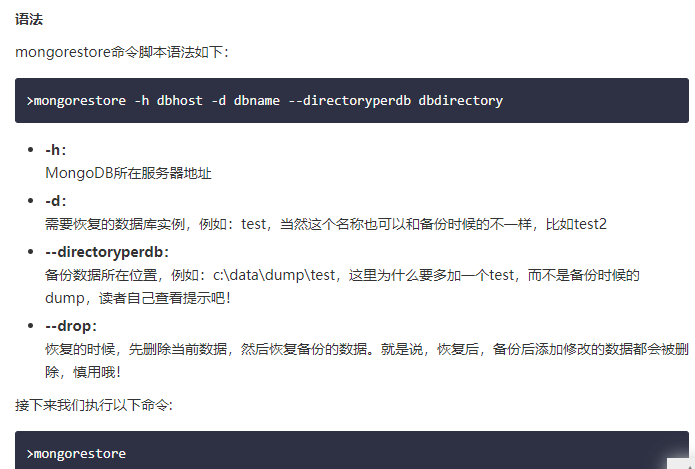 语法
mongorestore命令脚本语法如下：
>mongorestore -h dbhost -d dbname --directoryperdb dbdirectory
-h：
MongoDB所在服务器地址
-d：
需要恢复的数据库实例，例如：test，当然这个名称也可以和备份时候的不一样，比如test2
--directoryperdb：
备份数据所在位置，例如：c:\data\dump\test，这里为什么要多加一个test，而不是备份时候的
dump，读者自己查看提示吧！
--drop：
恢复的时候，先删除当前数据，然后恢复备份的数据。就是说，恢复后，备份后添加修改的数据都会被删
除，慎用哦！
接下来我们执行以下命令:
>mongorestore